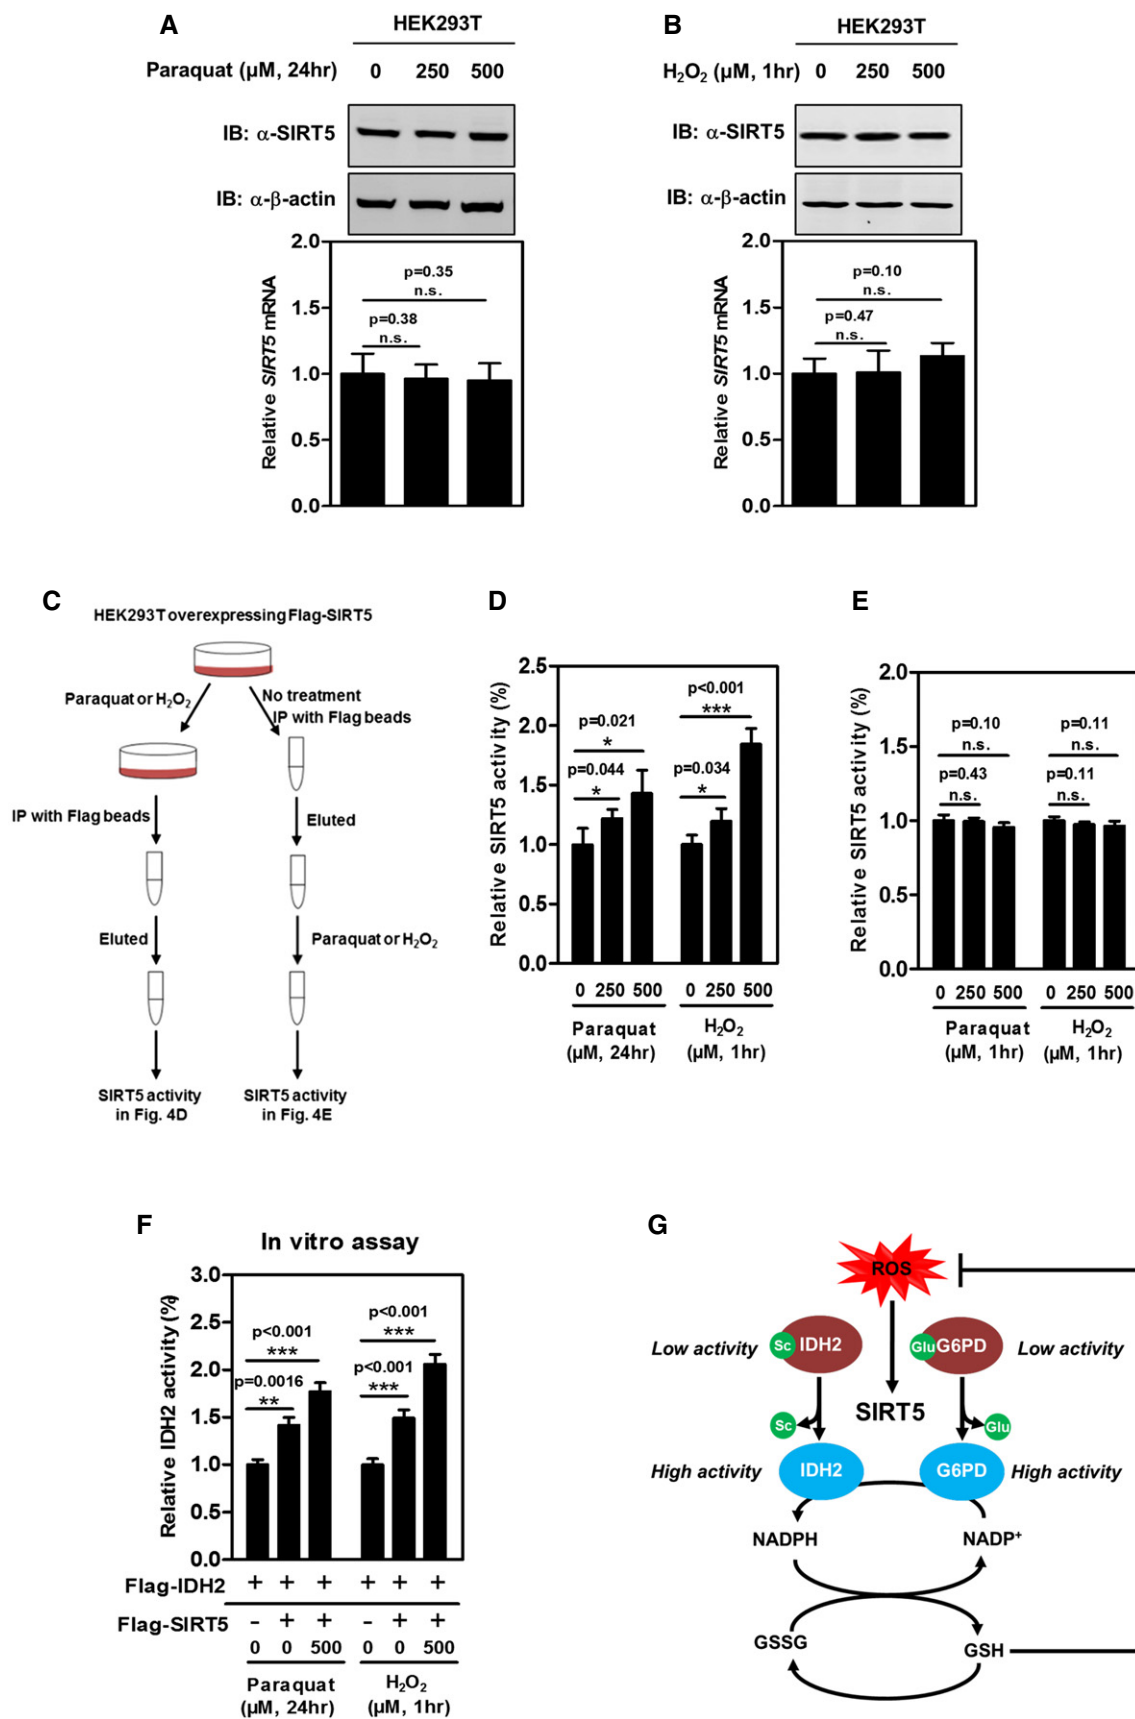 A
HEK293T
Paraquat (µM, 24hr) 0 250 500
IB: α-SIRT5
IB: α-β-actin
2.0
1.5
1.0
0.5
0.0
Relative SIRT5 mRNA
p=0.35
n.s.
p=0.38
n.s.
B
HEK293T
H₂O₂ (µM, 1hr) 0 250 500
IB: α-SIRT5
IB: α-β-actin
2.0
1.5
1.0
0.5
0.0
Relative SIRT5 mRNA
p=0.10
n.s.
p=0.47
n.s.
C
HEK293T overexpressing Flag-SIRT5
Paraquat or H₂O₂
No treatment
IP with Flag beads
IP with Flag beads
Eluted
Eluted
Paraquat or H₂O₂
SIRT5 activity
in Fig. 4D
SIRT5 activity
in Fig. 4E
D
2.5
2.0
1.5
1.0
0.5
0.0
Relative SIRT5 activity (%)
p<0.001
***
p=0.021
*
p=0.044
*
p=0.034
*
0 250 500 0 250 500
Paraquat
(µM, 24hr)
H₂O₂
(µM, 1hr)
E
2.0
1.5
1.0
0.5
0.0
Relative SIRT5 activity (%)
p=0.10
n.s.
p=0.11
n.s.
p=0.43
n.s.
p=0.11
n.s.
0 250 500 0 250 500
Paraquat
(µM, 1hr)
H₂O₂
(µM, 1hr)
F
In vitro assay
3.0
2.5
2.0
1.5
1.0
0.5
0.0
Relative IDH2 activity (%)
p<0.001
***
p<0.001
***
p=0.0016
**
p<0.001
***
Flag-IDH2 + + + + + +
Flag-SIRT5 - + + - + +
0 0 500 0 0 500
Paraquat
(µM, 24hr)
H₂O₂
(µM, 1hr)
G
ROS
Low activity
Sc
IDH2
Glu
G6PD
Low activity
SIRT5
Sc
Glu
High activity
IDH2
G6PD
High activity
NADPH
NADP⁺
GSSG
GSH